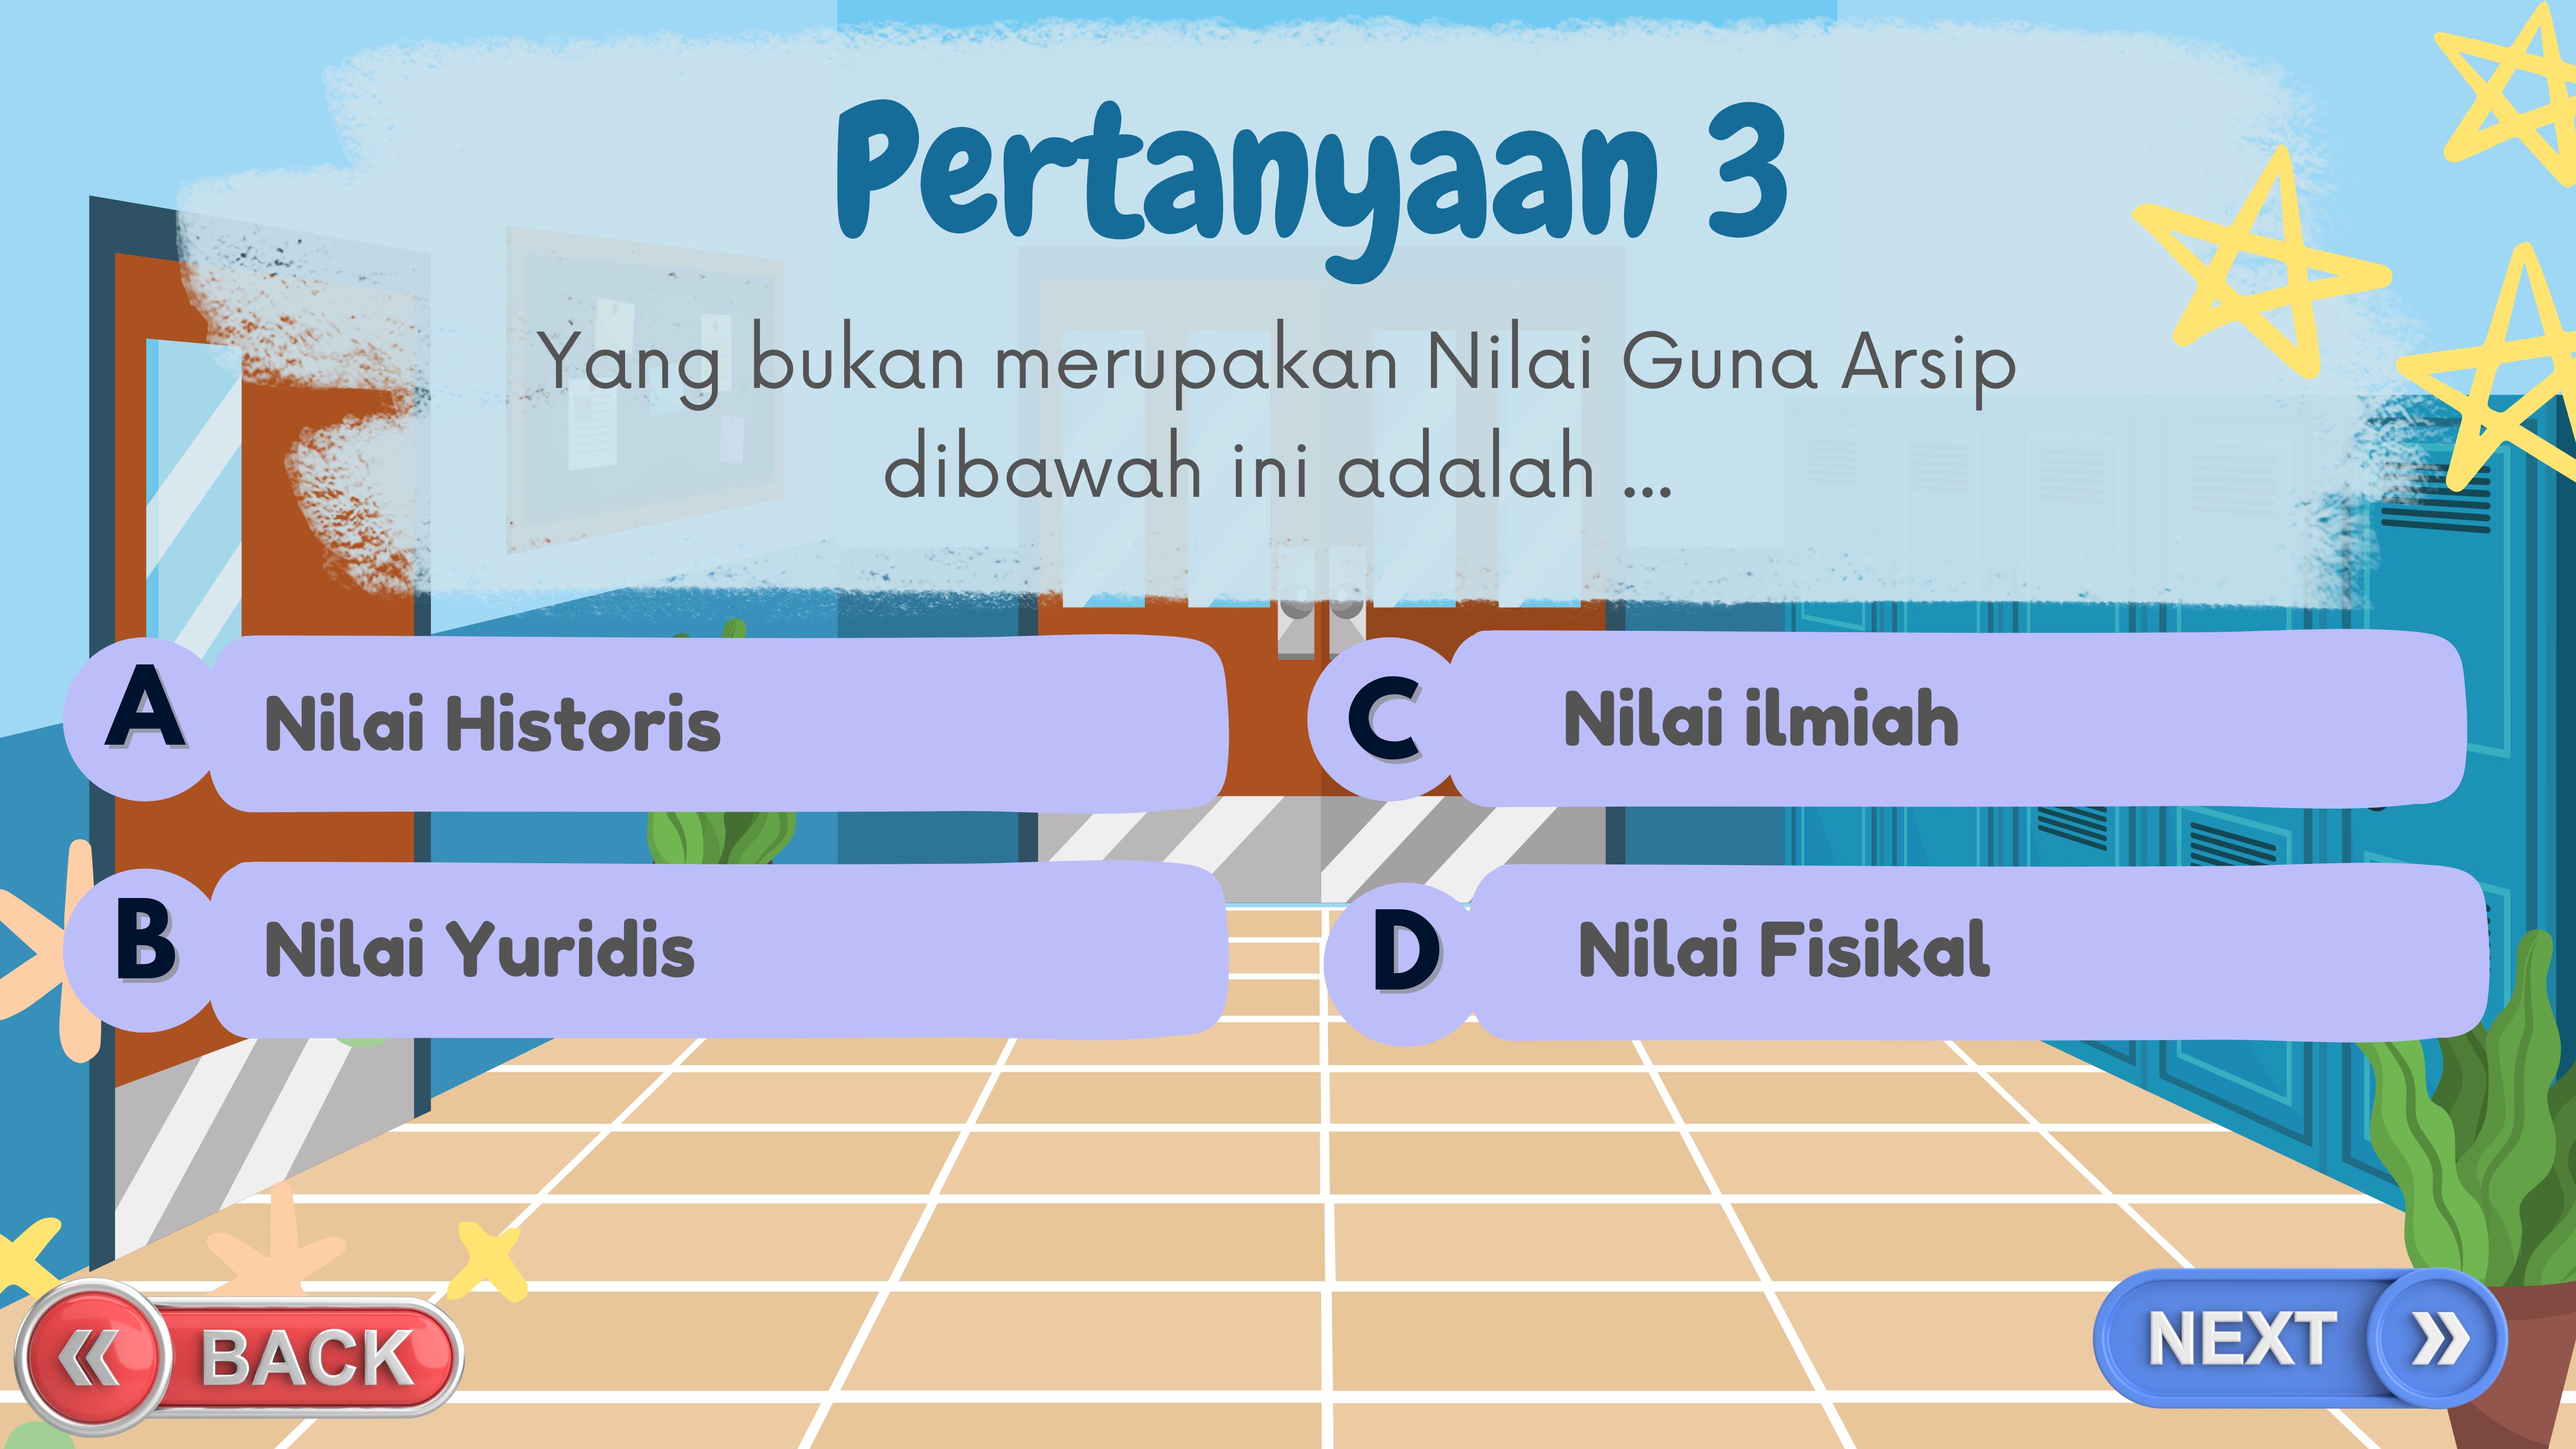 Pertanyaan 3
Yang bukan merupakan Nilai Guna Arsip
dibawah ini adalah ...
A Nilai Historis
B Nilai Yuridis
C Nilai ilmiah
D Nilai Fisikal
BACK
NEXT